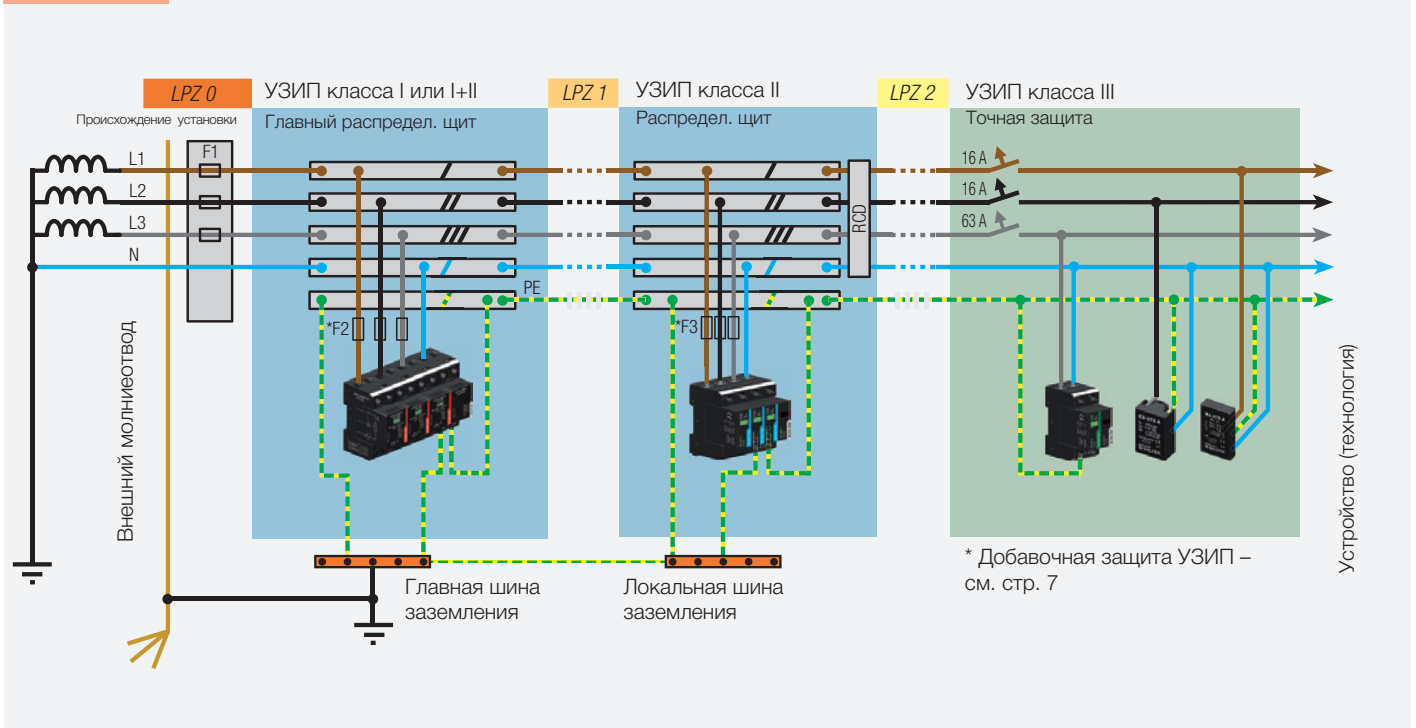 LPZ 0
УЗИП класса I или I+II
LPZ 1
УЗИП класса II
LPZ 2
УЗИП класса III
Происхождение установки
Главный распредел. щит
Распредел. щит
Точная защита
L1
F1
16 A
L2
16 A
L3
63 A
RCD
N
PE
*F2
*F3
Внешний молниеотвод
Устройство (технология)
Главная шина
заземления
Локальная шина
заземления
* Добавочная защита УЗИП –
см. стр. 7